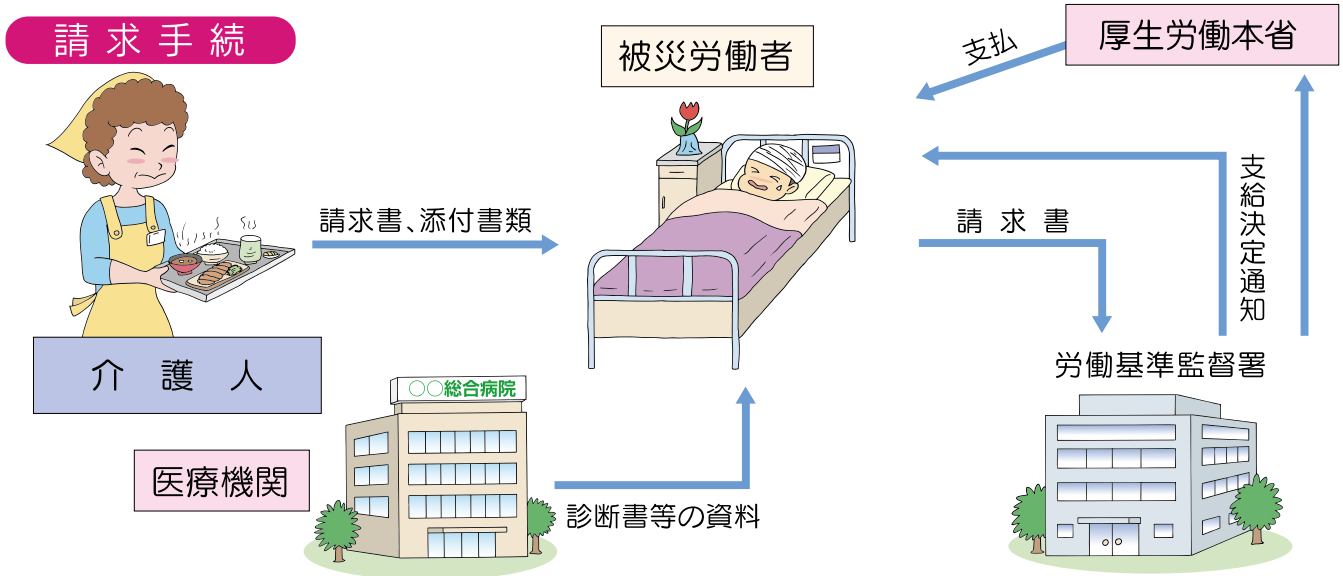 請求手続
被災労働者
厚生労働本省
支払
請求書、添付書類
請求書
支給決定通知
介護人
労働基準監督署
○○総合病院
医療機関
診断書等の資料